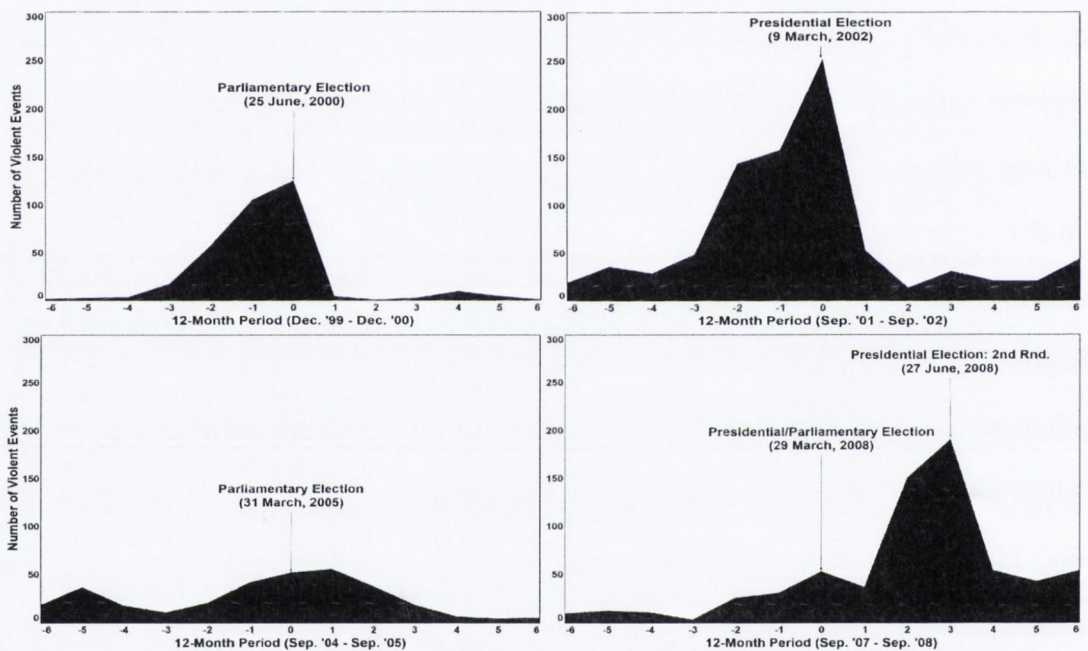 300
250
200
150
100
50
0
Number of Violent Events
Parliamentary Election
(25 June, 2000)
-6 -5 -4 -3 -2 -1 0 1 2 3 4 5 6
12-Month Period (Dec. '99 - Dec. '00)
300
250
200
150
100
50
0
Presidential Election
(9 March, 2002)
-6 -5 -4 -3 -2 -1 0 1 2 3 4 5 6
12-Month Period (Sep. '01 - Sep. '02)
300
250
200
150
100
50
0
Number of Violent Events
Parliamentary Election
(31 March, 2005)
-6 -5 -4 -3 -2 -1 0 1 2 3 4 5 6
12-Month Period (Sep. '04 - Sep. '05)
300
250
200
150
100
50
0
Presidential Election: 2nd Rnd.
(27 June, 2008)
Presidential/Parliamentary Election
(29 March, 2008)
-6 -5 -4 -3 -2 -1 0 1 2 3 4 5 6
12-Month Period (Sep. '07 - Sep. '08)